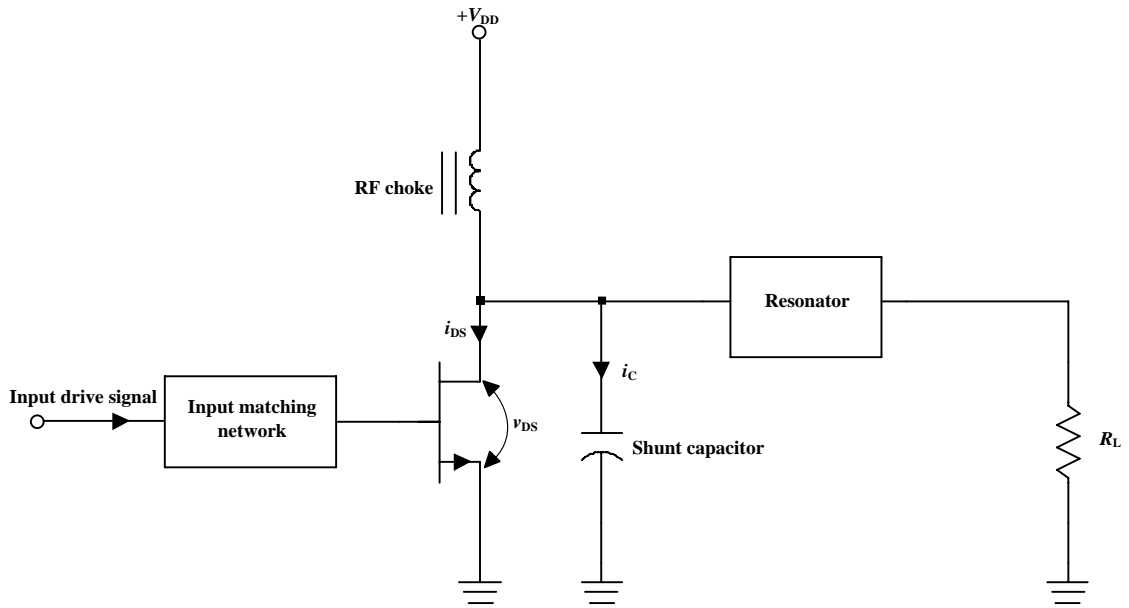 +VDD
RF choke
Resonator
iDS
iC
Input drive signal
Input matching
network
vDS
Shunt capacitor
RL